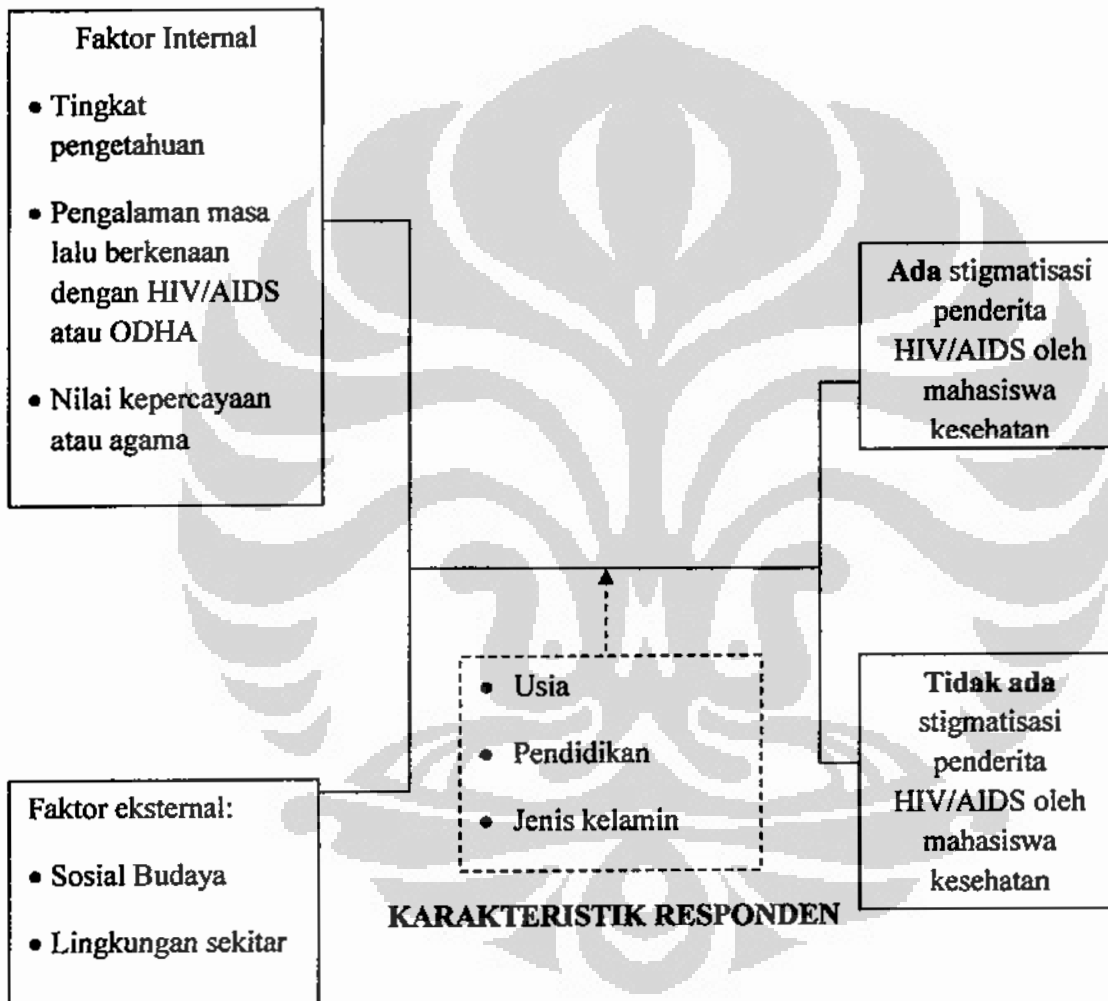 Faktor Internal
• Tingkat
pengetahuan
• Pengalaman masa
lalu berkenaan
dengan HIV/AIDS
atau ODHA
• Nilai kepercayaan
atau agama
Faktor eksternal:
• Sosial Budaya
• Lingkungan sekitar
• Usia
• Pendidikan
• Jenis kelamin
KARAKTERISTIK RESPONDEN
Ada stigmatisasi
penderita
HIV/AIDS oleh
mahasiswa
kesehatan
Tidak ada
stigmatisasi
penderita
HIV/AIDS oleh
mahasiswa
kesehatan